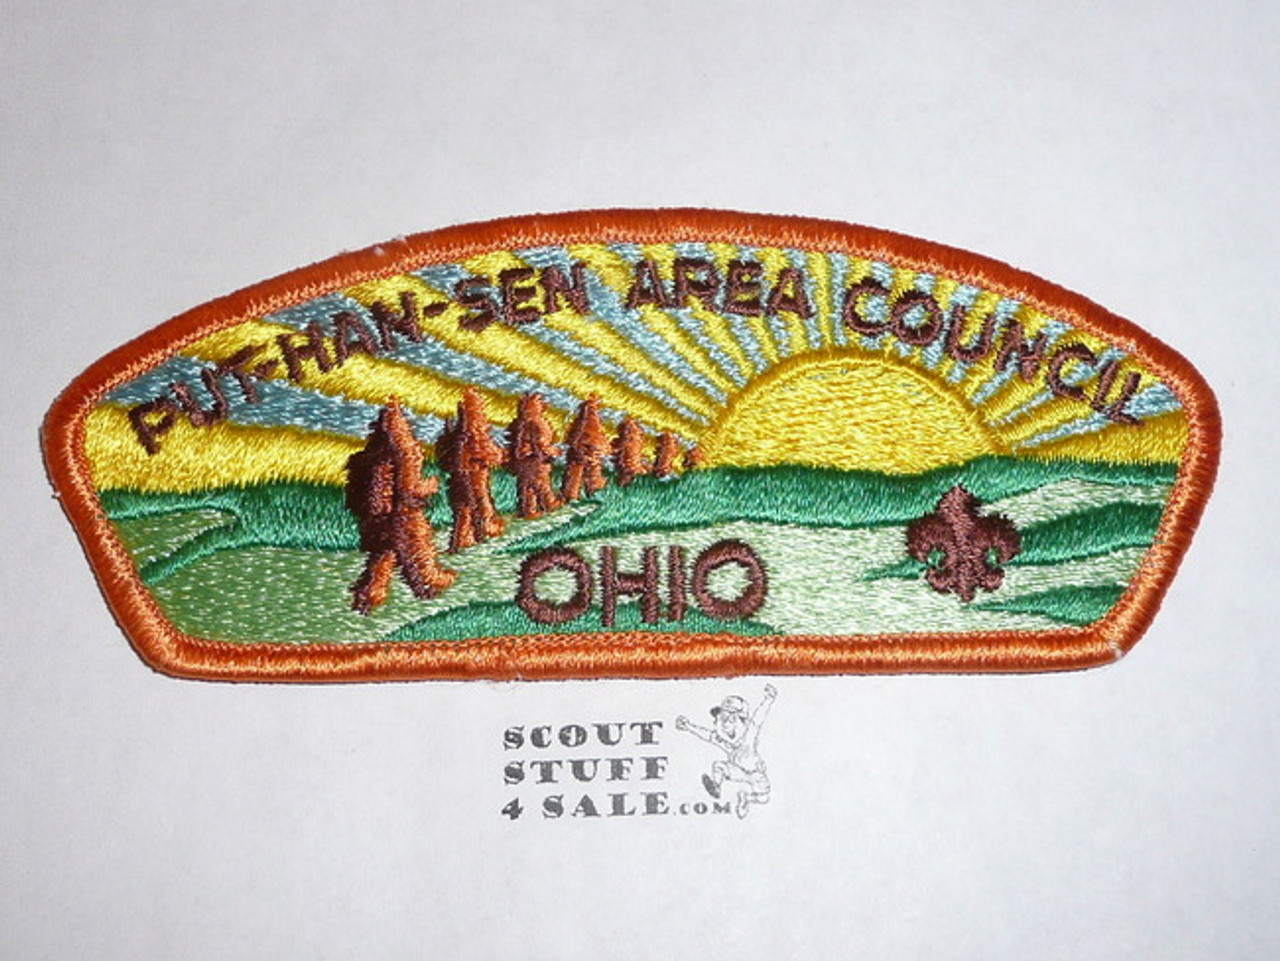 PUT-HAN-SEN AREA COUNCIL
OHIO
SCOUT
STUFF
4 SALE.COM